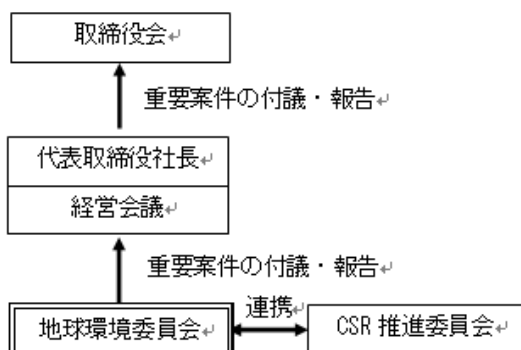 取締役会
重要案件の付議・報告
代表取締役社長
経営会議
重要案件の付議・報告
連携
地球環境委員会
CSR 推進委員会